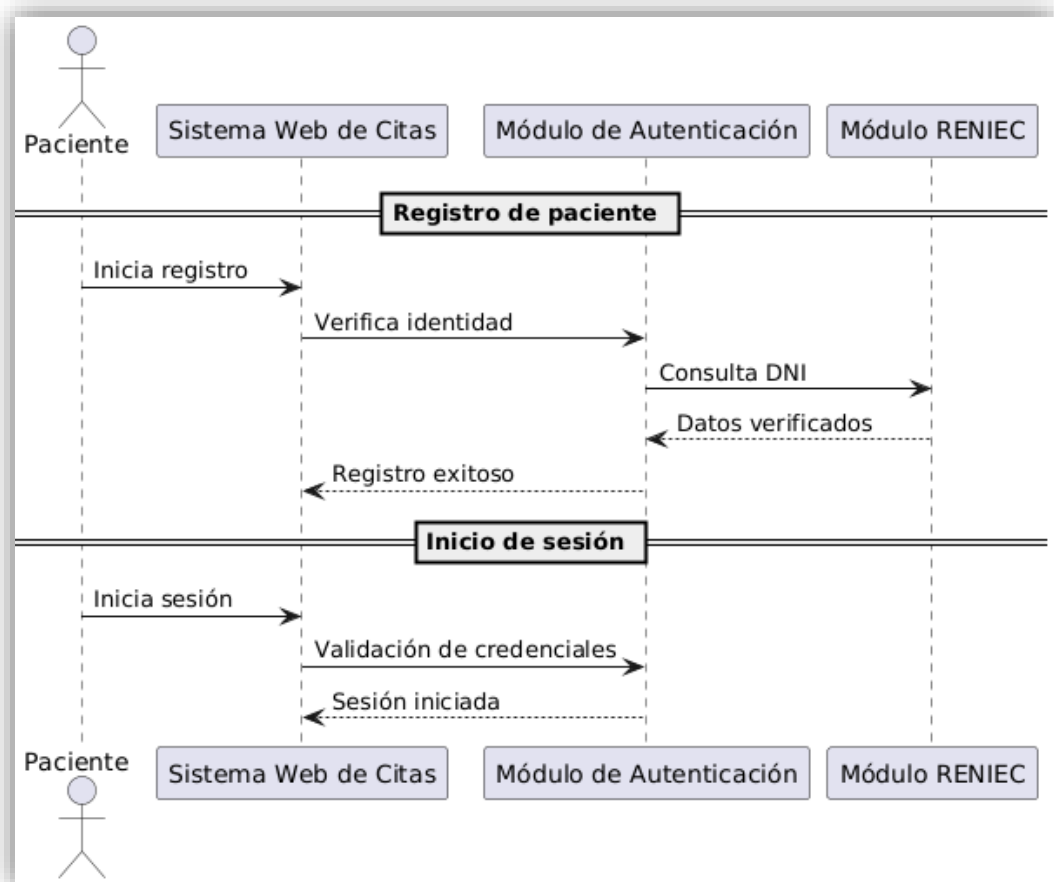 Paciente
Sistema Web de Citas
Módulo de Autenticación
Módulo RENIEC
Registro de paciente
Inicia registro
Verifica identidad
Consulta DNI
Datos verificados
Registro exitoso
Inicio de sesión
Inicia sesión
Validación de credenciales
Sesión iniciada
Paciente
Sistema Web de Citas
Módulo de Autenticación
Módulo RENIEC